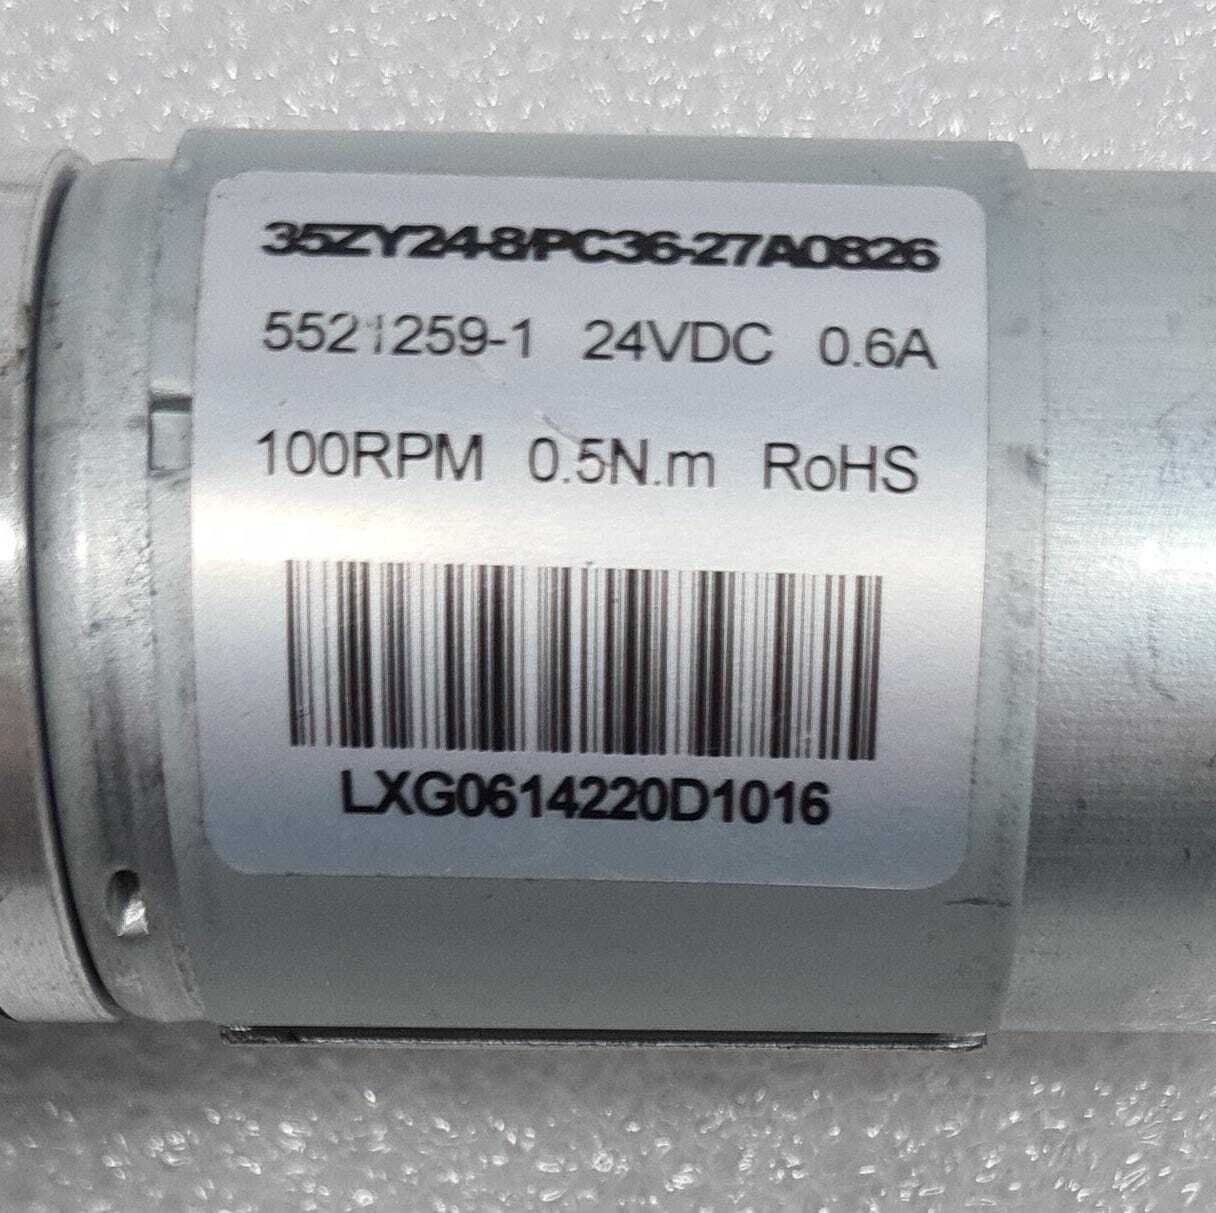 35ZY24-8/PC36-27A0826
5521259-1 24VDC 0.6A
100RPM 0.5N.m RoHS
LXG0614220D1016